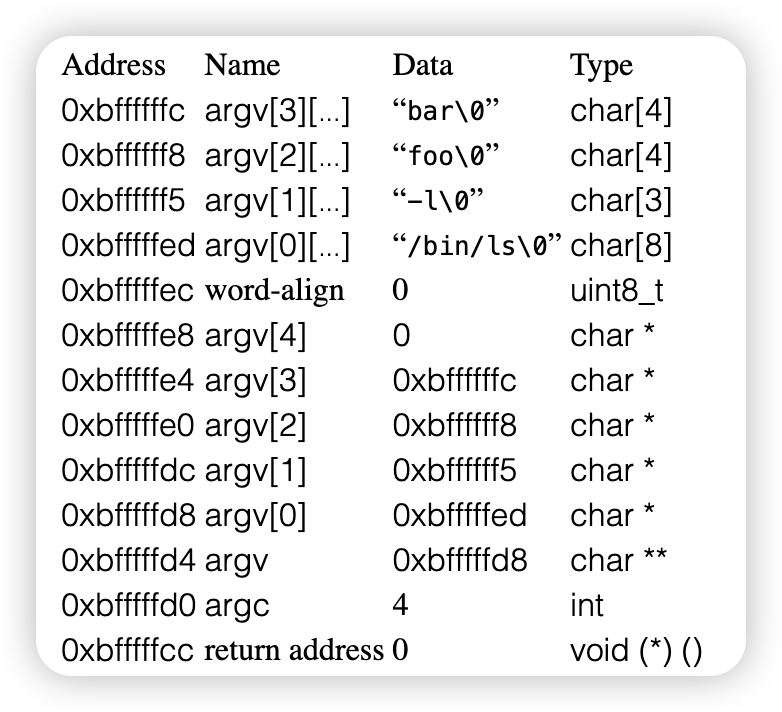 Address Name Data Type
0xbffffffc argv[3][...] “bar\0” char[4]
0xbffffff8 argv[2][...] “foo\0” char[4]
0xbffffff5 argv[1][...] “-l\0” char[3]
0xbfffffed argv[0][...] “/bin/ls\0” char[8]
0xbfffffec word-align 0 uint8_t
0xbfffffe8 argv[4] 0 char *
0xbfffffe4 argv[3] 0xbffffffc char *
0xbfffffe0 argv[2] 0xbffffff8 char *
0xbfffffdc argv[1] 0xbffffff5 char *
0xbfffffd8 argv[0] 0xbfffffed char *
0xbfffffd4 argv 0xbfffffd8 char **
0xbfffffd0 argc 4 int
0xbfffffcc return address 0 void (*) ()